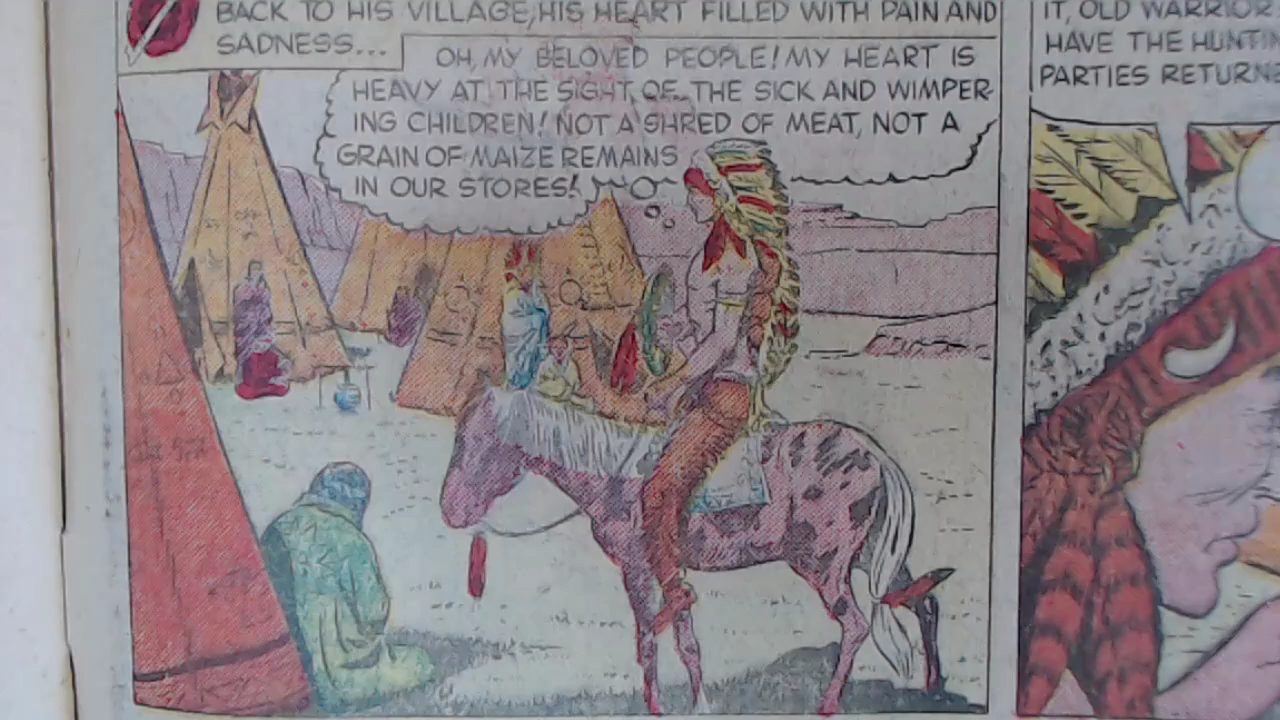 BACK TO HIS VILLAGE, HIS HEART FILLED WITH PAIN AND
SADNESS...
OH, MY BELOVED PEOPLE! MY HEART IS
HEAVY AT THE SIGHT OF THE SICK AND WIMPER-
ING CHILDREN! NOT A SHRED OF MEAT, NOT A
GRAIN OF MAIZE REMAINS
IN OUR STORES!
IT, OLD WARRIOR
HAVE THE HUNTIN
PARTIES RETURNE